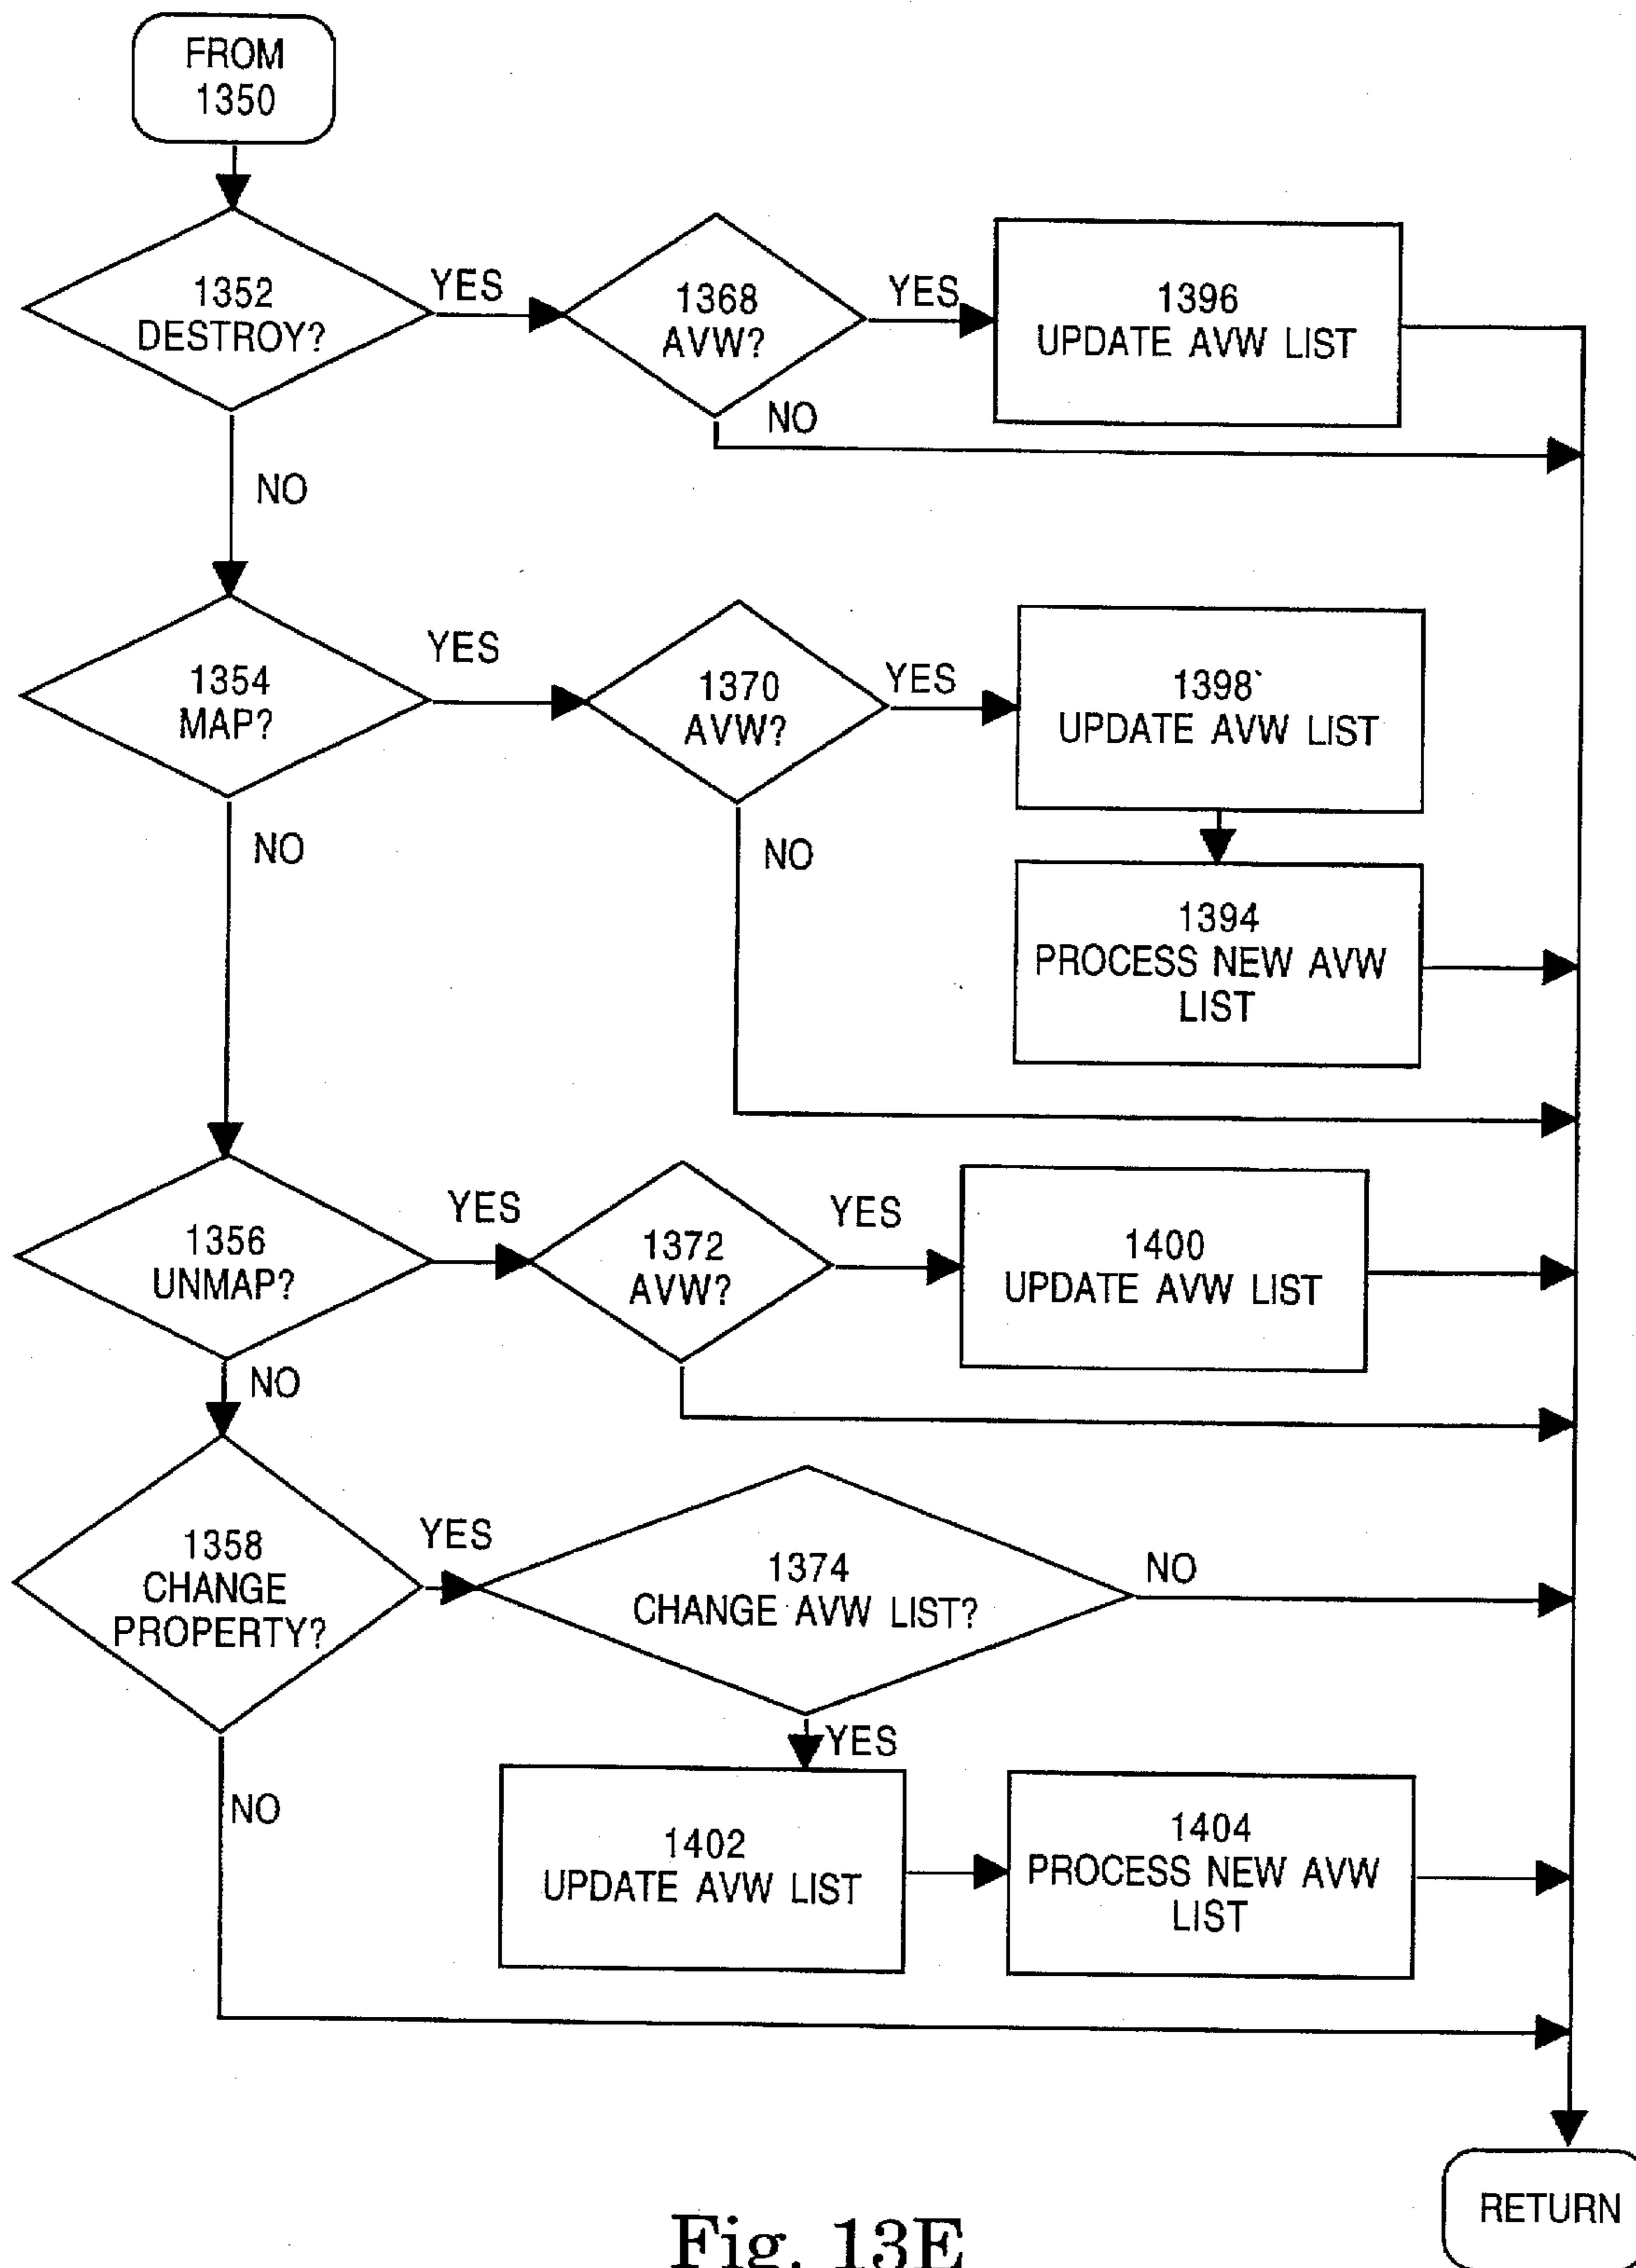 FROM
1350
1352
DESTROY?
YES
1368
AVW?
YES
1396
UPDATE AVW LIST
NO
NO
1354
MAP?
YES
1370
AVW?
YES
1398
UPDATE AVW LIST
NO
NO
1394
PROCESS NEW AVW
LIST
1356
UNMAP?
YES
1372
AVW?
YES
1400
UPDATE AVW LIST
NO
1358
CHANGE
PROPERTY?
YES
1374
CHANGE AVW LIST?
NO
YES
NO
1402
UPDATE AVW LIST
1404
PROCESS NEW AVW
LIST
RETURN
Fig. 13E